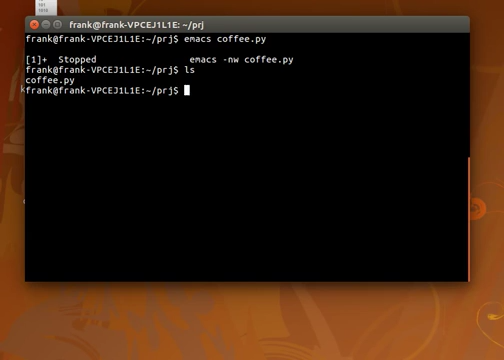 frank@frank-VPCEJ1L1E: ~/prj
frank@frank-VPCEJ1L1E:~/prj$ emacs coffee.py
[1]+  Stopped                 emacs -nw coffee.py
frank@frank-VPCEJ1L1E:~/prj$ ls
coffee.py
frank@frank-VPCEJ1L1E:~/prj$